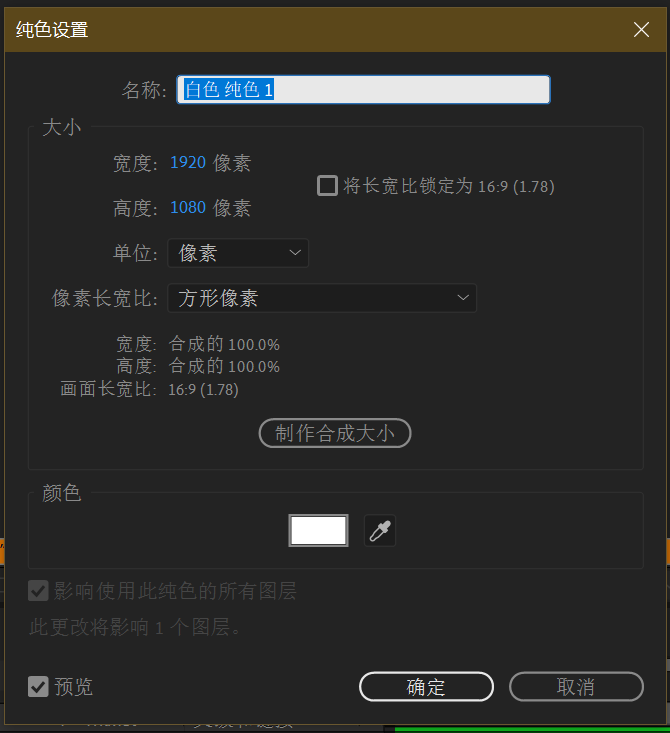 纯色设置
名称: 白色 纯色 1
大小
宽度: 1920 像素
将长宽比锁定为 16:9 (1.78)
高度: 1080 像素
单位: 像素
像素长宽比: 方形像素
宽度: 合成的 100.0%
高度: 合成的 100.0%
画面长宽比: 16:9 (1.78)
制作合成大小
颜色
影响使用此纯色的所有图层
此更改将影响 1 个图层。
预览
确定
取消